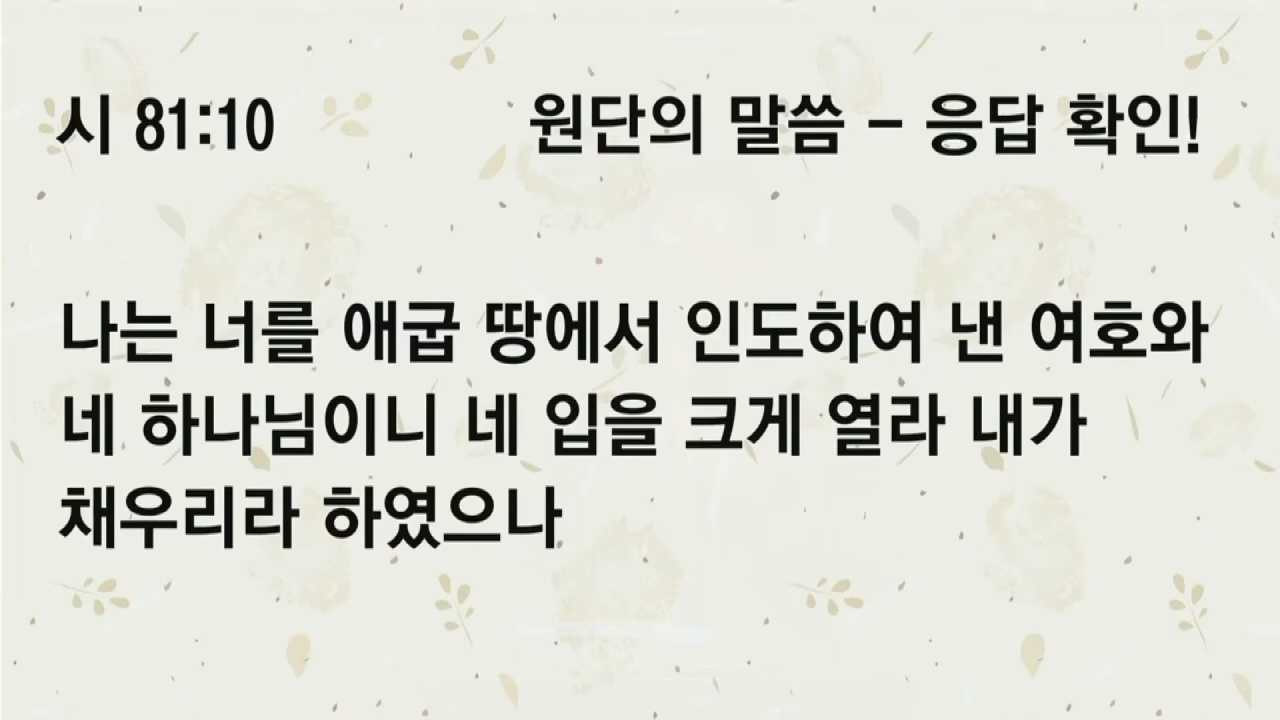 시 81:10 원단의 말씀 - 응답 확인!
나는 너를 애굽 땅에서 인도하여 낸 여호와
네 하나님이니 네 입을 크게 열라 내가
채우리라 하였으나